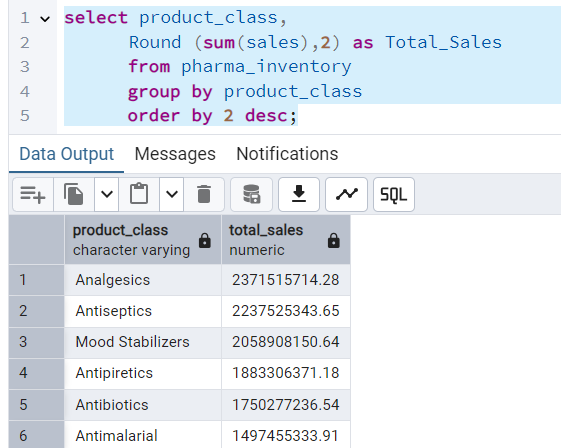 1 select product_class,
2 Round (sum(sales),2) as Total_Sales
3 from pharma_inventory
4 group by product_class
5 order by 2 desc;
Data Output Messages Notifications
SQL
product_class total_sales
character varying numeric
1 Analgesics 2371515714.28
2 Antiseptics 2237525343.65
3 Mood Stabilizers 2058908150.64
4 Antipiretics 1883306371.18
5 Antibiotics 1750277236.54
6 Antimalarial 1497455333.91